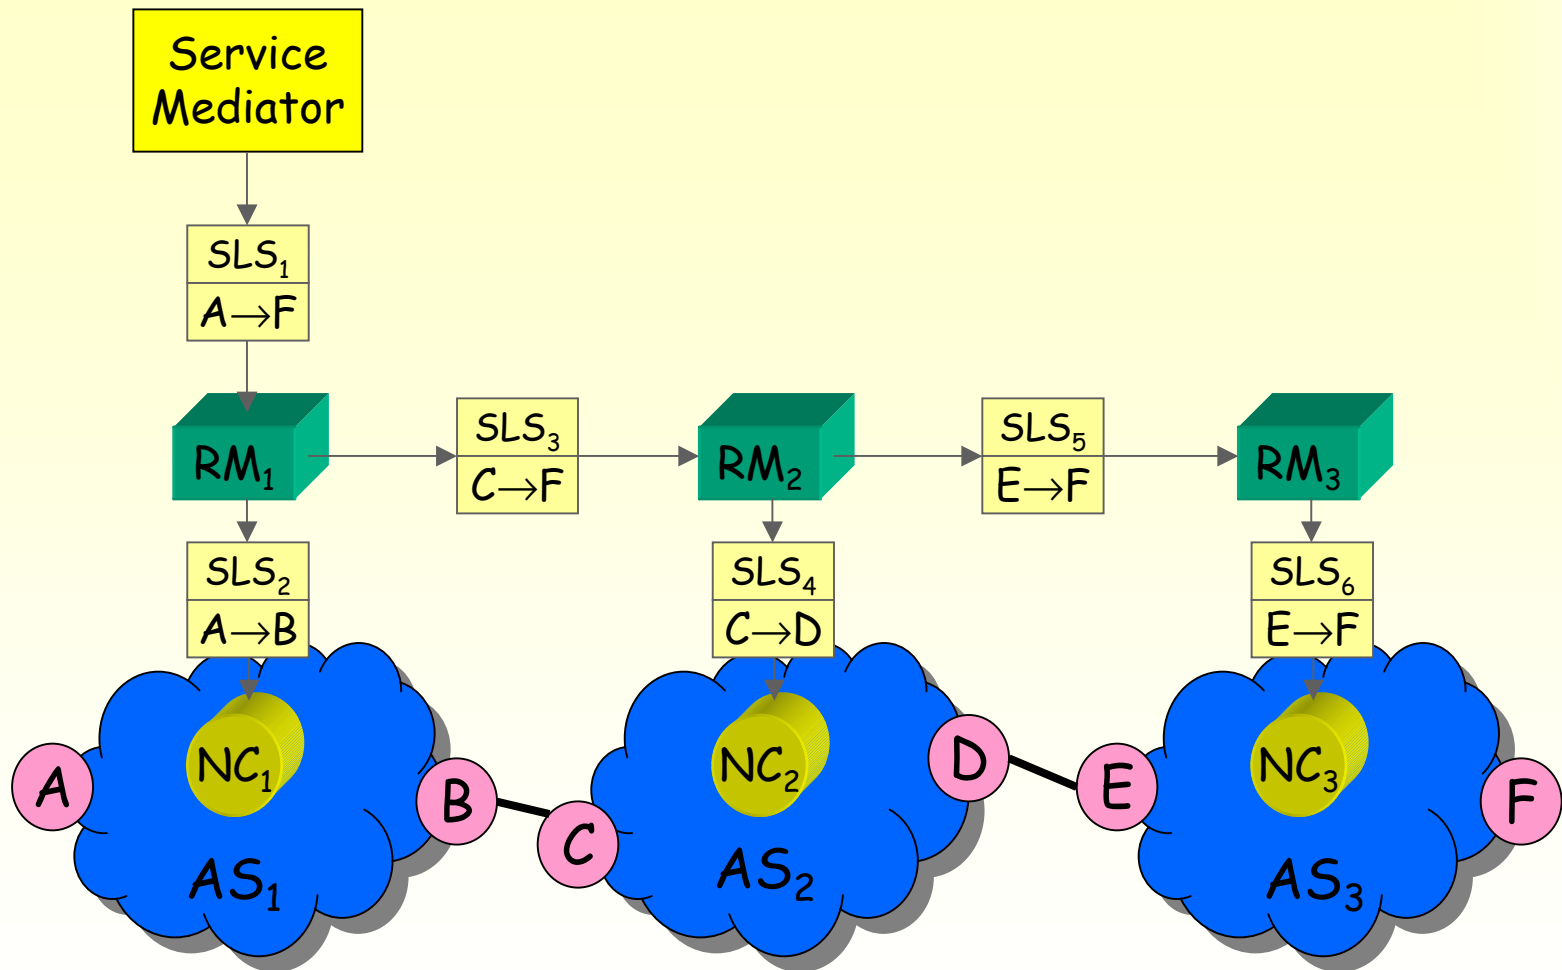 Service
Mediator
SLS₁
A→F
RM₁
SLS₃
C→F
RM₂
SLS₅
E→F
RM₃
SLS₂
A→B
SLS₄
C→D
SLS₆
E→F
A
NC₁
B
C
NC₂
D
E
NC₃
F
AS₁
AS₂
AS₃